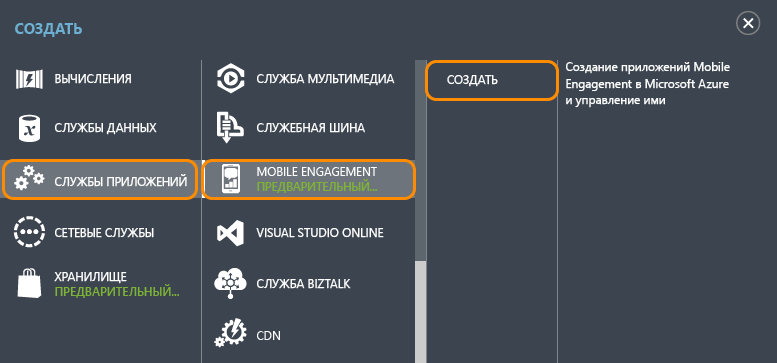 СОЗДАТЬ
ВЫЧИСЛЕНИЯ
СЛУЖБЫ ДАННЫХ
СЛУЖБЫ ПРИЛОЖЕНИЙ
СЕТЕВЫЕ СЛУЖБЫ
ХРАНИЛИЩЕ
ПРЕДВАРИТЕЛЬНЫЙ...
СЛУЖБА МУЛЬТИМЕДИА
СЛУЖЕБНАЯ ШИНА
MOBILE ENGAGEMENT
ПРЕДВАРИТЕЛЬНЫЙ...
VISUAL STUDIO ONLINE
СЛУЖБА BIZTALK
CDN
СОЗДАТЬ
Создание приложений Mobile
Engagement в Microsoft Azure
и управление ими